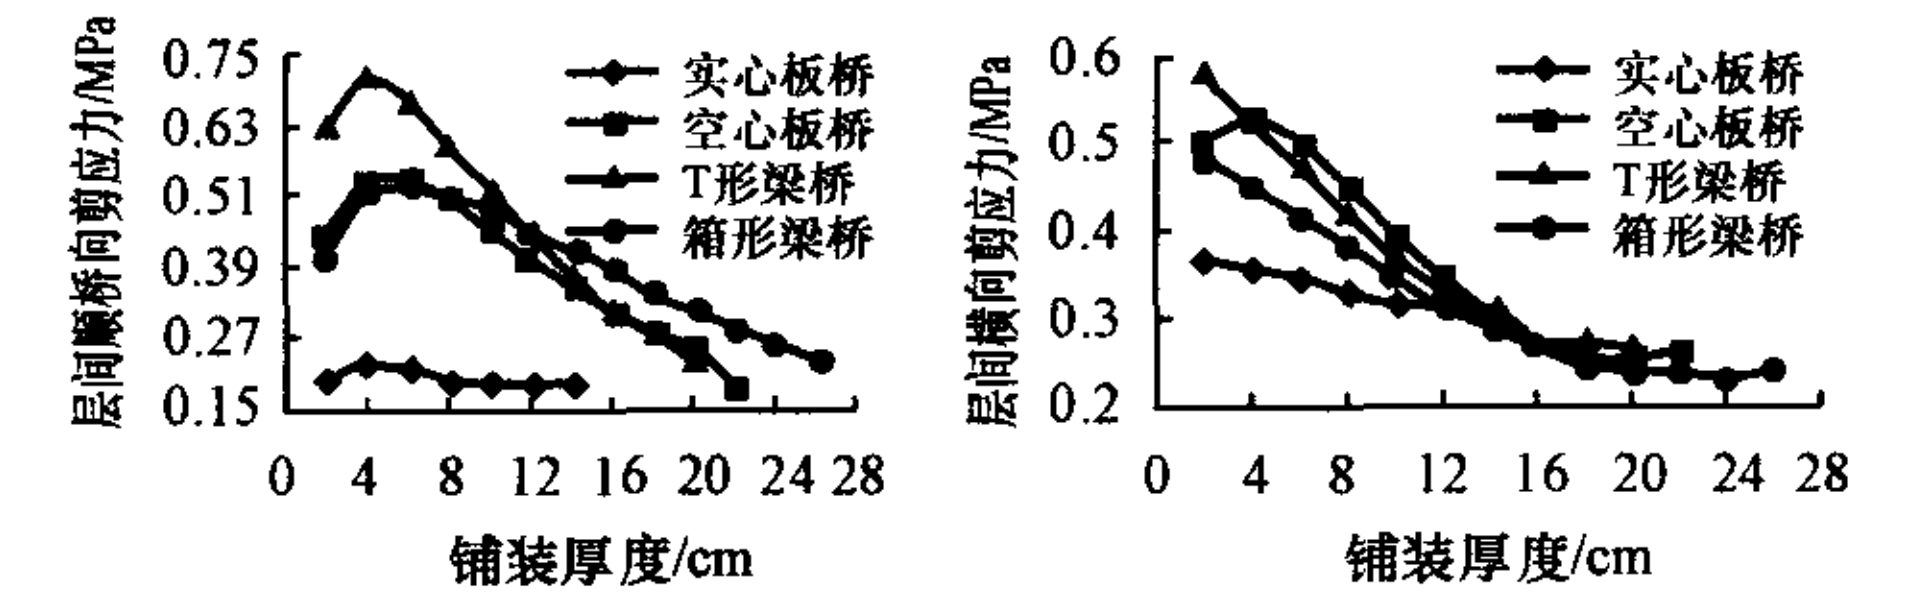 层间顺桥向剪应力/MPa
0.75
0.63
0.51
0.39
0.27
0.15
0 4 8 12 16 20 24 28
铺装厚度/cm
实心板桥
空心板桥
T形梁桥
箱形梁桥
层间横向剪应力/MPa
0.6
0.5
0.4
0.3
0.2
0 4 8 12 16 20 24 28
铺装厚度/cm
实心板桥
空心板桥
T形梁桥
箱形梁桥